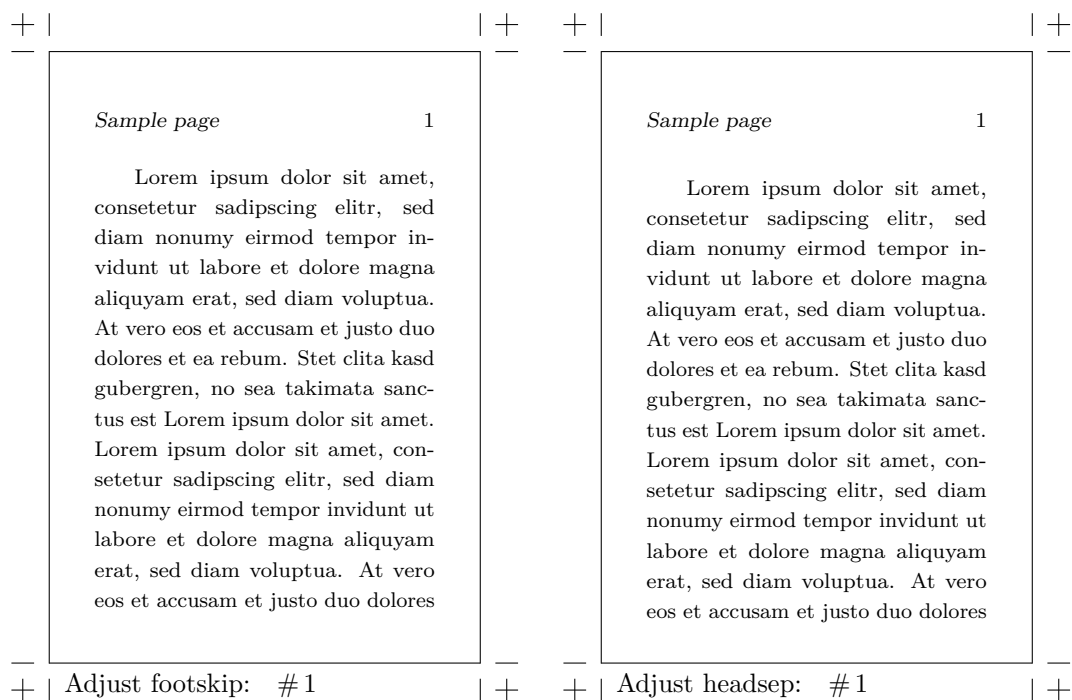 Sample page 1
Lorem ipsum dolor sit amet,
consetetur sadipscing elitr, sed
diam nonumy eirmod tempor in-
vidunt ut labore et dolore magna
aliquyam erat, sed diam voluptua.
At vero eos et accusam et justo duo
dolores et ea rebum. Stet clita kasd
gubergren, no sea takimata sanc-
tus est Lorem ipsum dolor sit amet.
Lorem ipsum dolor sit amet, con-
setetur sadipscing elitr, sed diam
nonumy eirmod tempor invidunt ut
labore et dolore magna aliquyam
erat, sed diam voluptua. At vero
eos et accusam et justo duo dolores
Adjust footskip: #1
Sample page 1
Lorem ipsum dolor sit amet,
consetetur sadipscing elitr, sed
diam nonumy eirmod tempor in-
vidunt ut labore et dolore magna
aliquyam erat, sed diam voluptua.
At vero eos et accusam et justo duo
dolores et ea rebum. Stet clita kasd
gubergren, no sea takimata sanc-
tus est Lorem ipsum dolor sit amet.
Lorem ipsum dolor sit amet, con-
setetur sadipscing elitr, sed diam
nonumy eirmod tempor invidunt ut
labore et dolore magna aliquyam
erat, sed diam voluptua. At vero
eos et accusam et justo duo dolores
Adjust headsep: #1